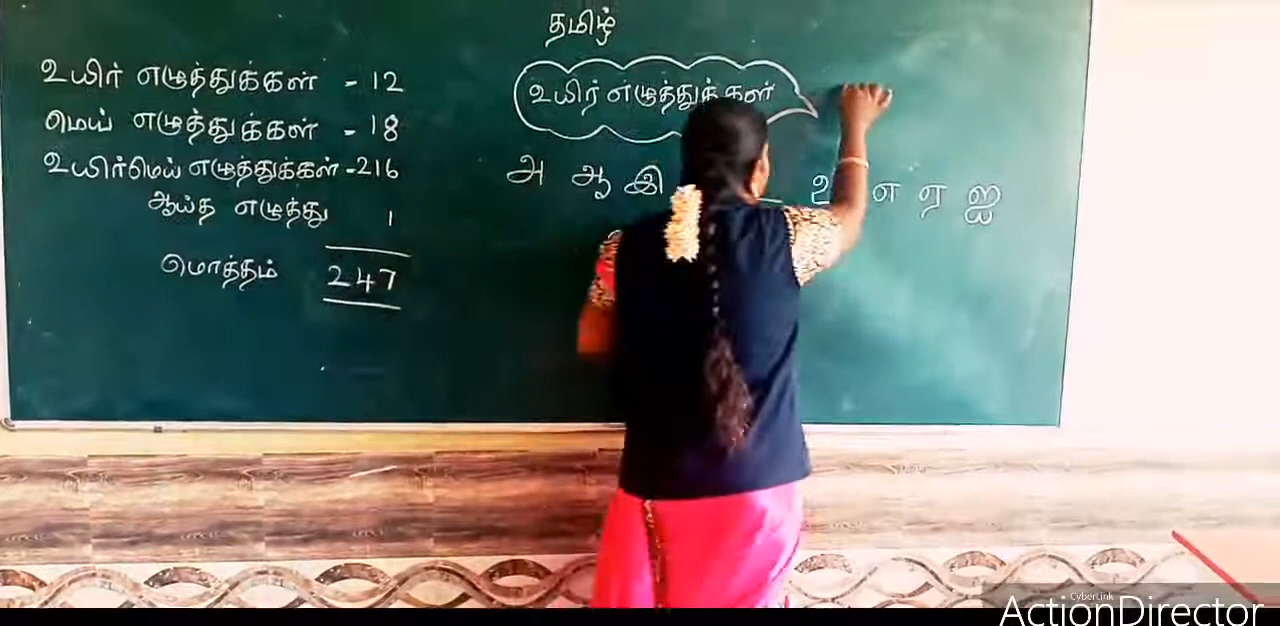 தமிழ்
உயிர் எழுத்துக்கள் - 12
மெய் எழுத்துக்கள் - 18
உயிர்மெய் எழுத்துக்கள் - 216
ஆய்த எழுத்து 1
மொத்தம் 247
உயிர் எழுத்துக்கள்
அ ஆ இ உ எ ஏ ஐ
CyberLink
ActionDirector